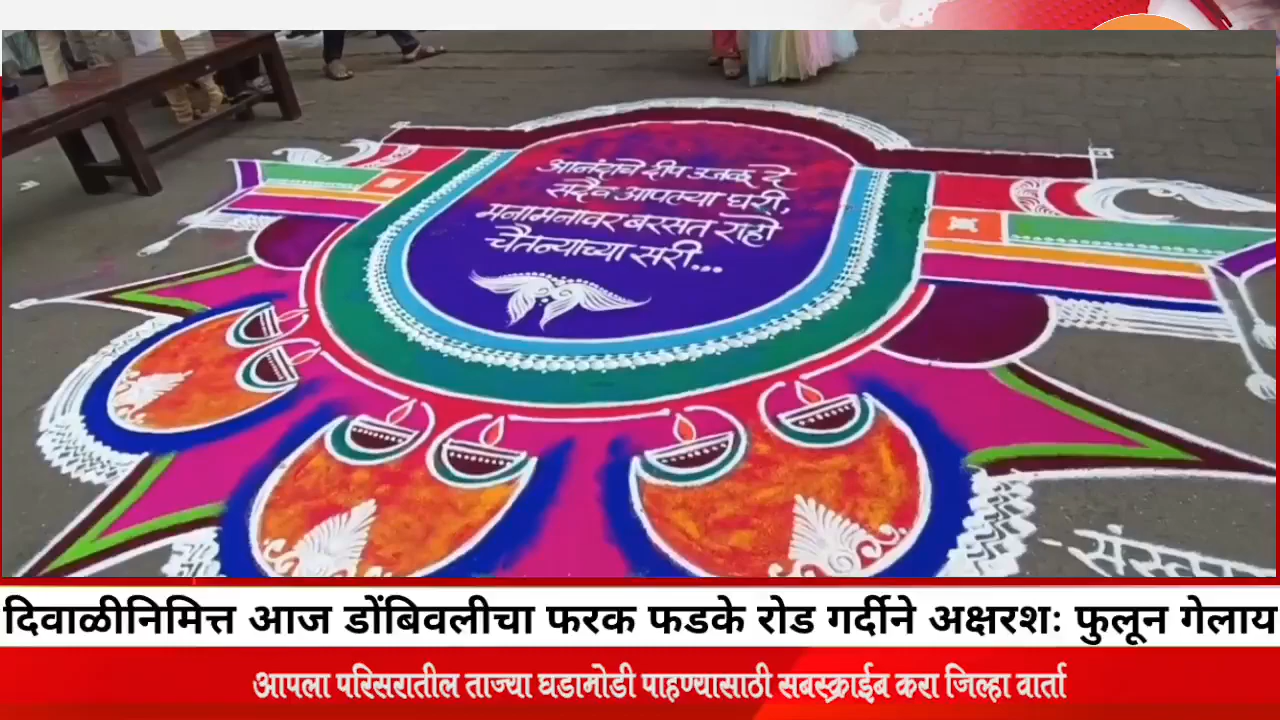 आनंदाचे दीप उजळू दे
सदैव आपल्या घरी,
मनामनावर बरसत राहो
चैतन्याच्या सरी...
दिवाळीनिमित्त आज डोंबिवलीचा फरक फडके रोड गर्दीने अक्षरशः फुलून गेलाय
आपला परिसरातील ताज्या घडामोडी पाहण्यासाठी सबस्क्राईब करा जिल्हा वार्ता